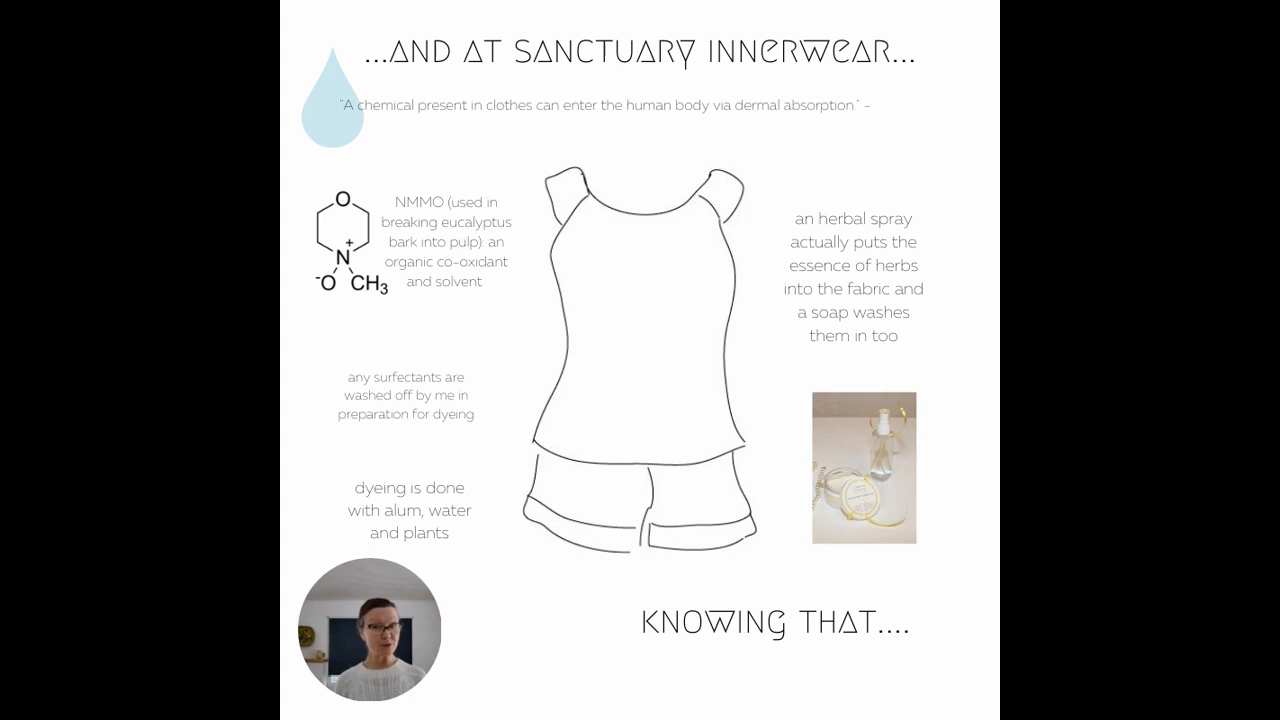 ...AND AT SANCTUARY INNERWEAR...
"A chemical present in clothes can enter the human body via dermal absorption." -
NMMO (used in
breaking eucalyptus
bark into pulp): an
organic co-oxidant
and solvent
O
+
N
-O CH3
an herbal spray
actually puts the
essence of herbs
into the fabric and
a soap washes
them in too
any surfectants are
washed off by me in
preparation for dyeing
dyeing is done
with alum, water
and plants
KNOWING THAT....